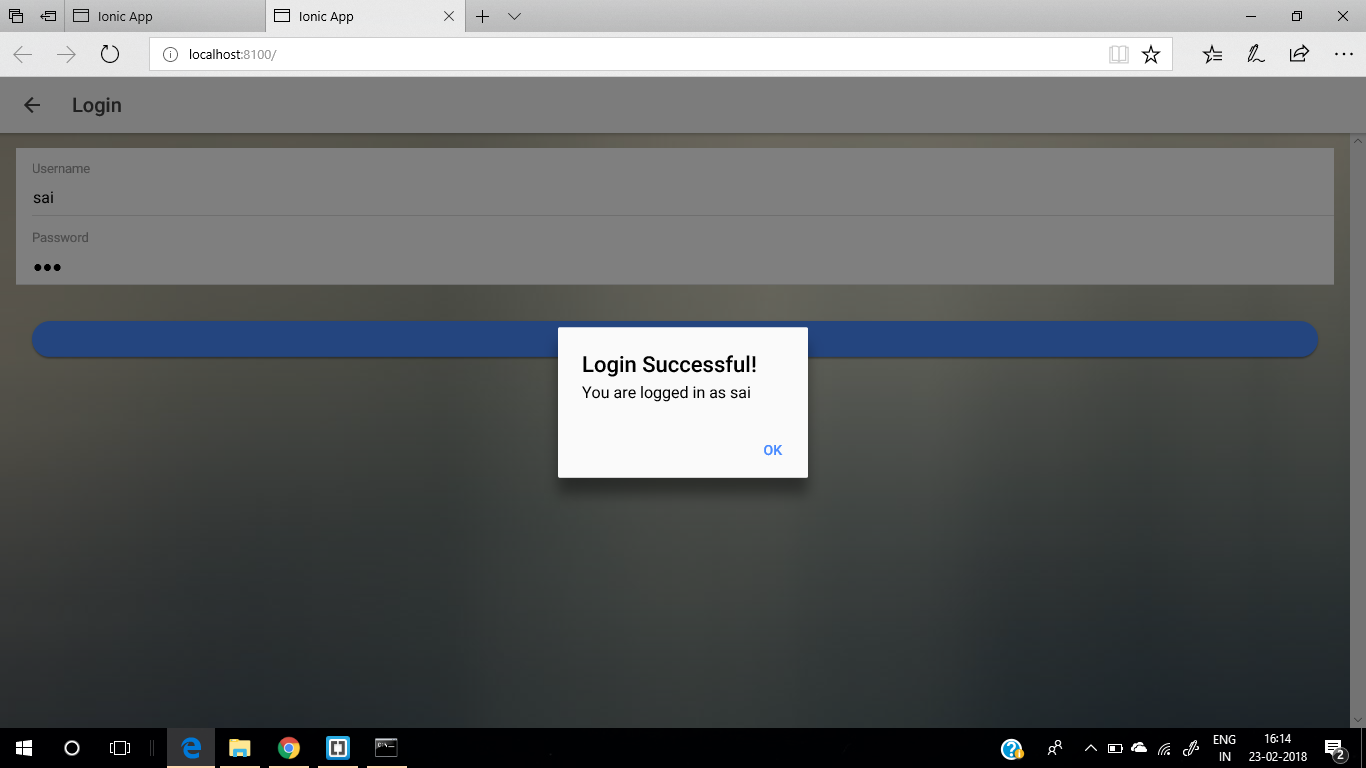 Ionic App
Ionic App
localhost:8100/
Login
Username
sai
Password
Login Successful!
You are logged in as sai
OK
ENG
IN
16:14
23-02-2018
2